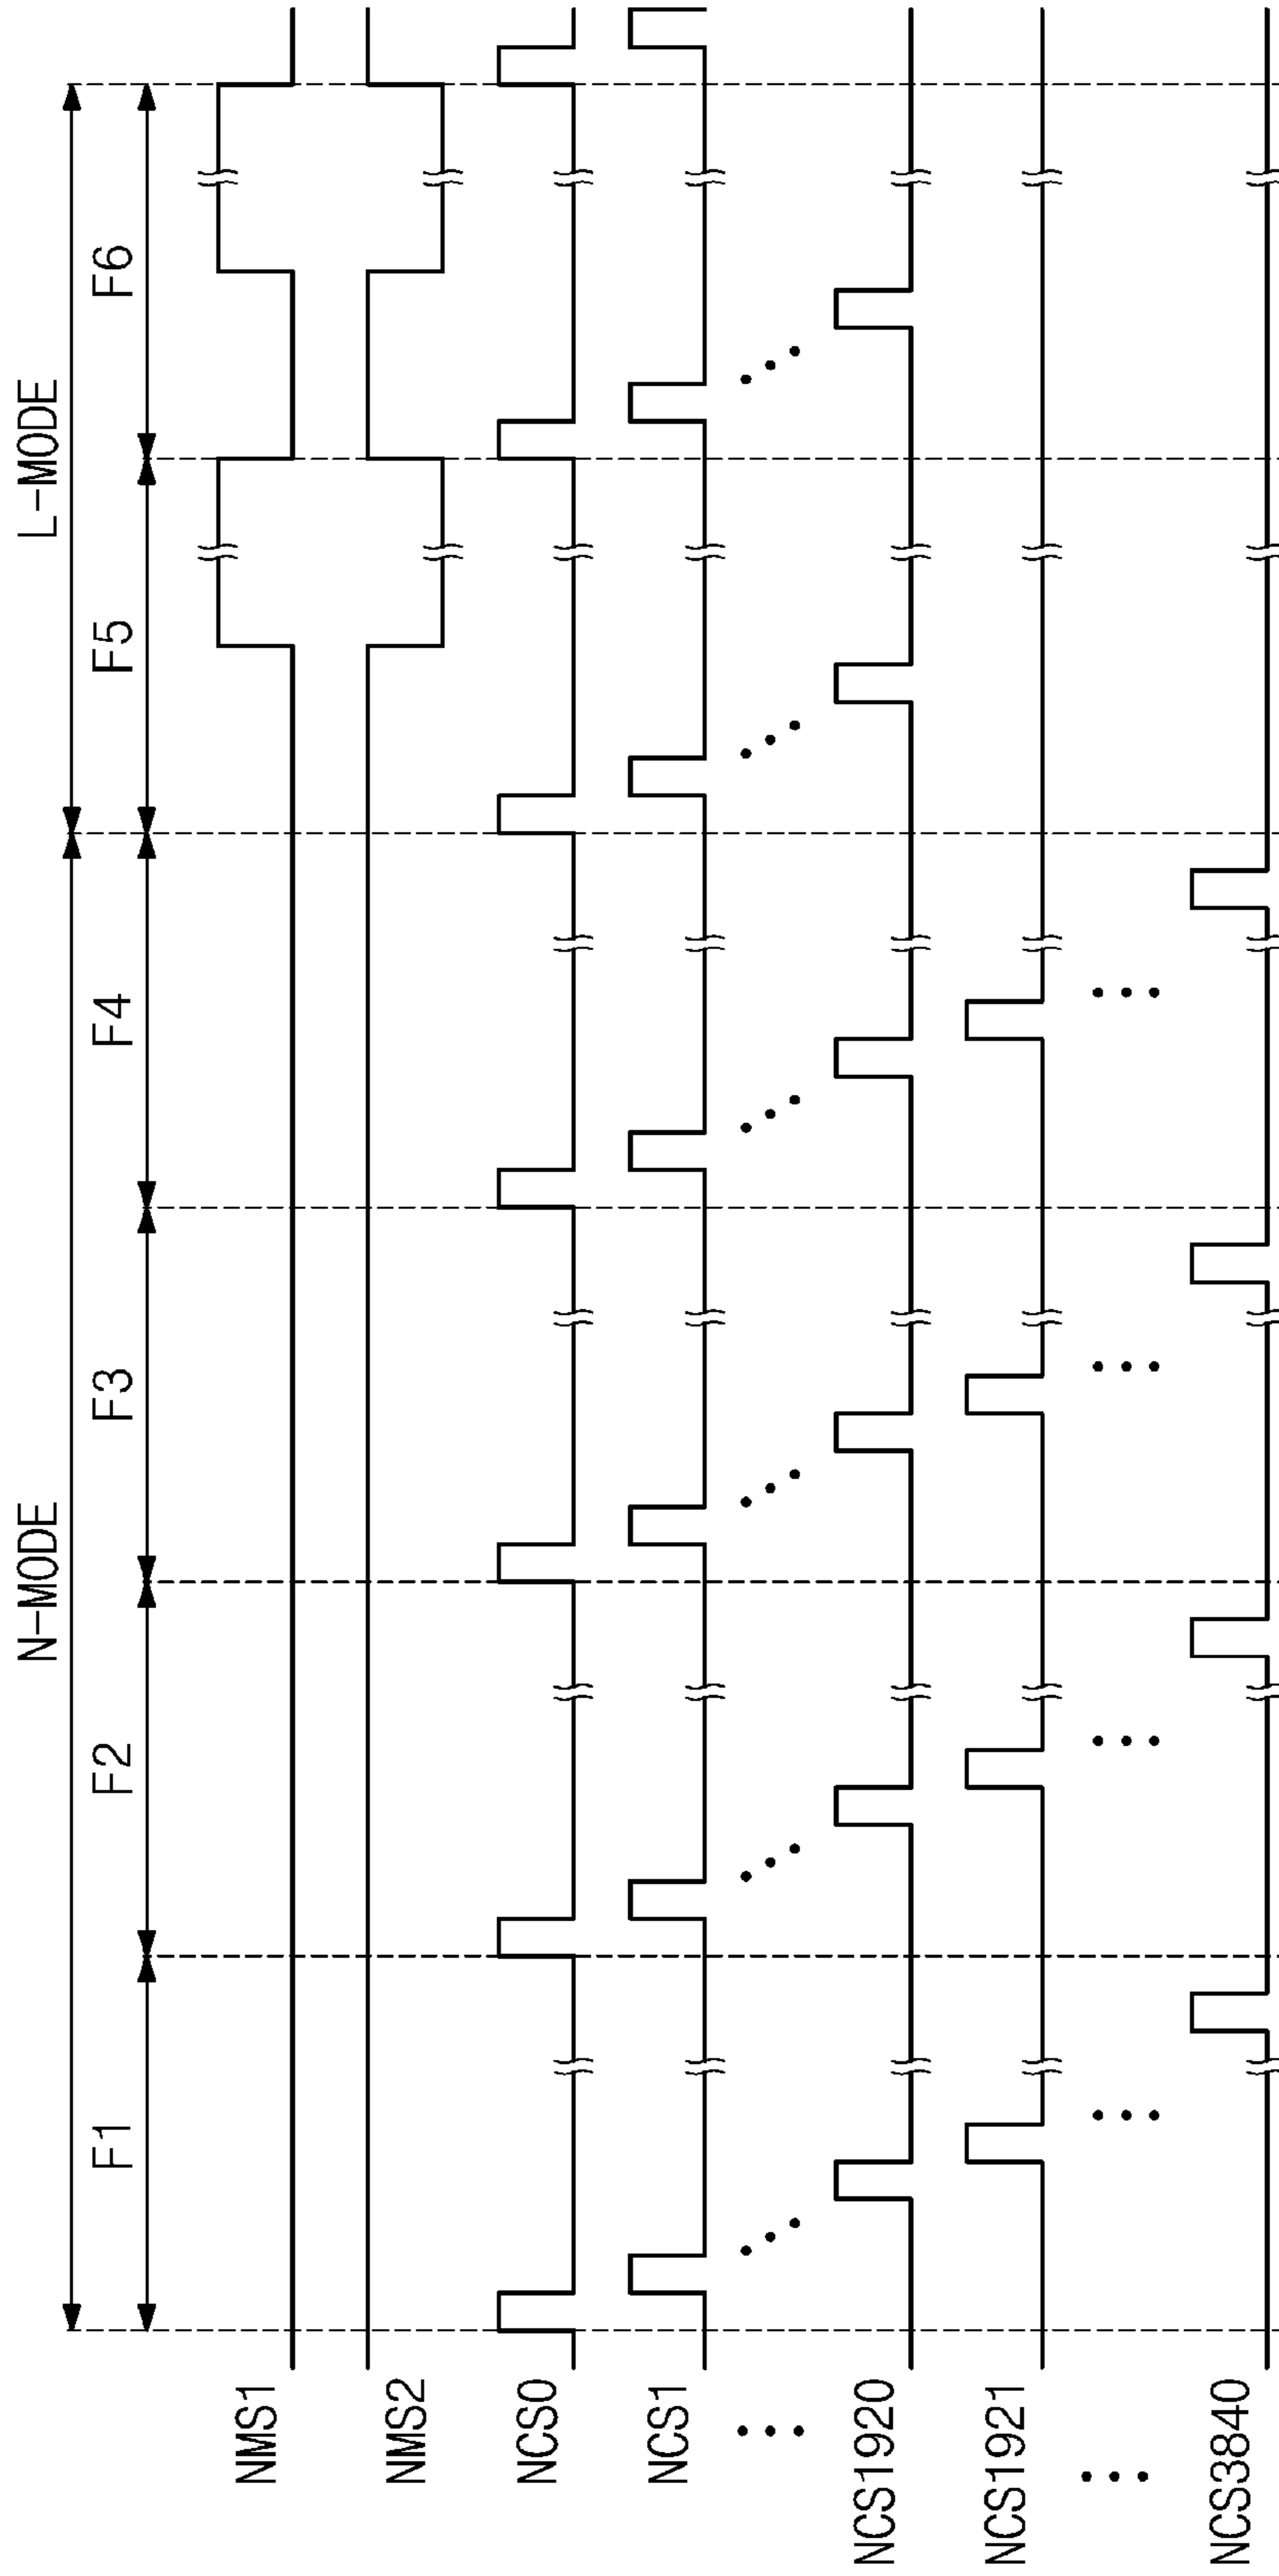 N-MODE L-MODE
F1 F2 F3 F4 F5 F6
NMS1
NMS2
NCS0
NCS1
NCS1920
NCS1921
NCS3840